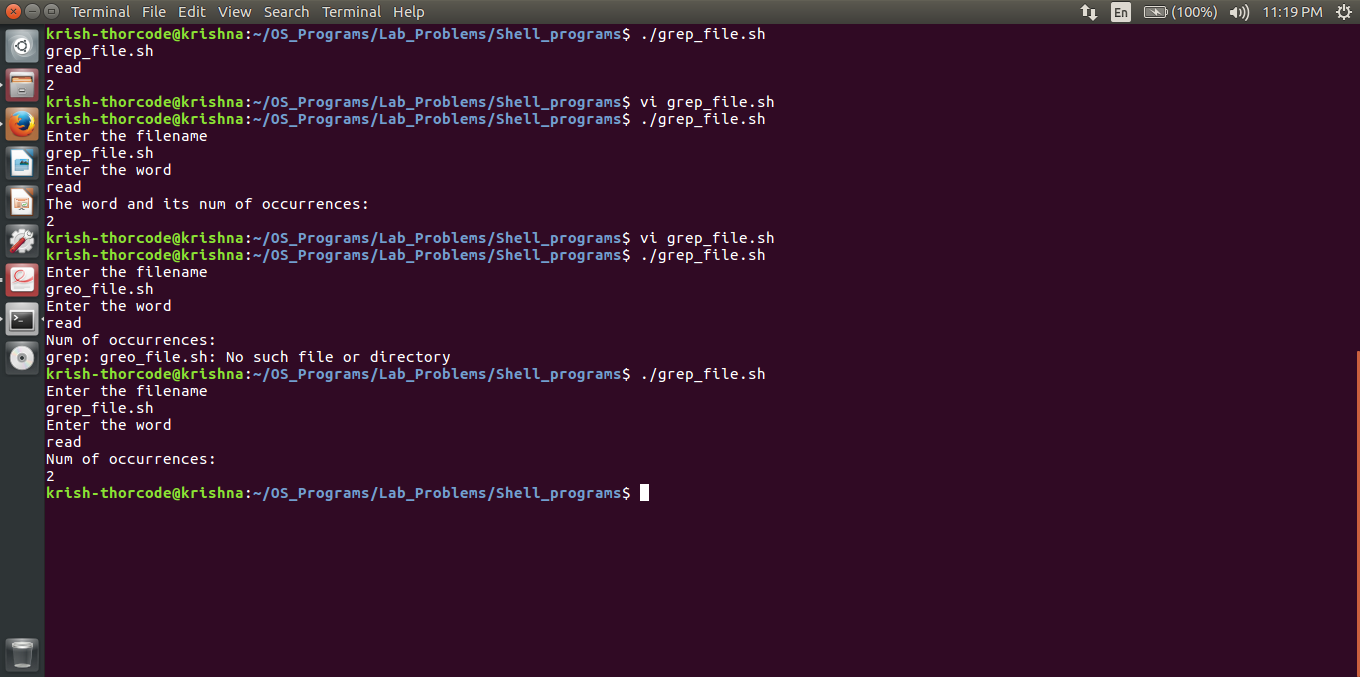 Terminal File Edit View Search Terminal Help En (100%) 11:19 PM
krish-thorcode@krishna:~/OS_Programs/Lab_Problems/Shell_programs$ ./grep_file.sh
grep_file.sh
read
2
krish-thorcode@krishna:~/OS_Programs/Lab_Problems/Shell_programs$ vi grep_file.sh
krish-thorcode@krishna:~/OS_Programs/Lab_Problems/Shell_programs$ ./grep_file.sh
Enter the filename
grep_file.sh
Enter the word
read
The word and its num of occurrences:
2
krish-thorcode@krishna:~/OS_Programs/Lab_Problems/Shell_programs$ vi grep_file.sh
krish-thorcode@krishna:~/OS_Programs/Lab_Problems/Shell_programs$ ./grep_file.sh
Enter the filename
greo_file.sh
Enter the word
read
Num of occurrences:
grep: greo_file.sh: No such file or directory
krish-thorcode@krishna:~/OS_Programs/Lab_Problems/Shell_programs$ ./grep_file.sh
Enter the filename
grep_file.sh
Enter the word
read
Num of occurrences:
2
krish-thorcode@krishna:~/OS_Programs/Lab_Problems/Shell_programs$